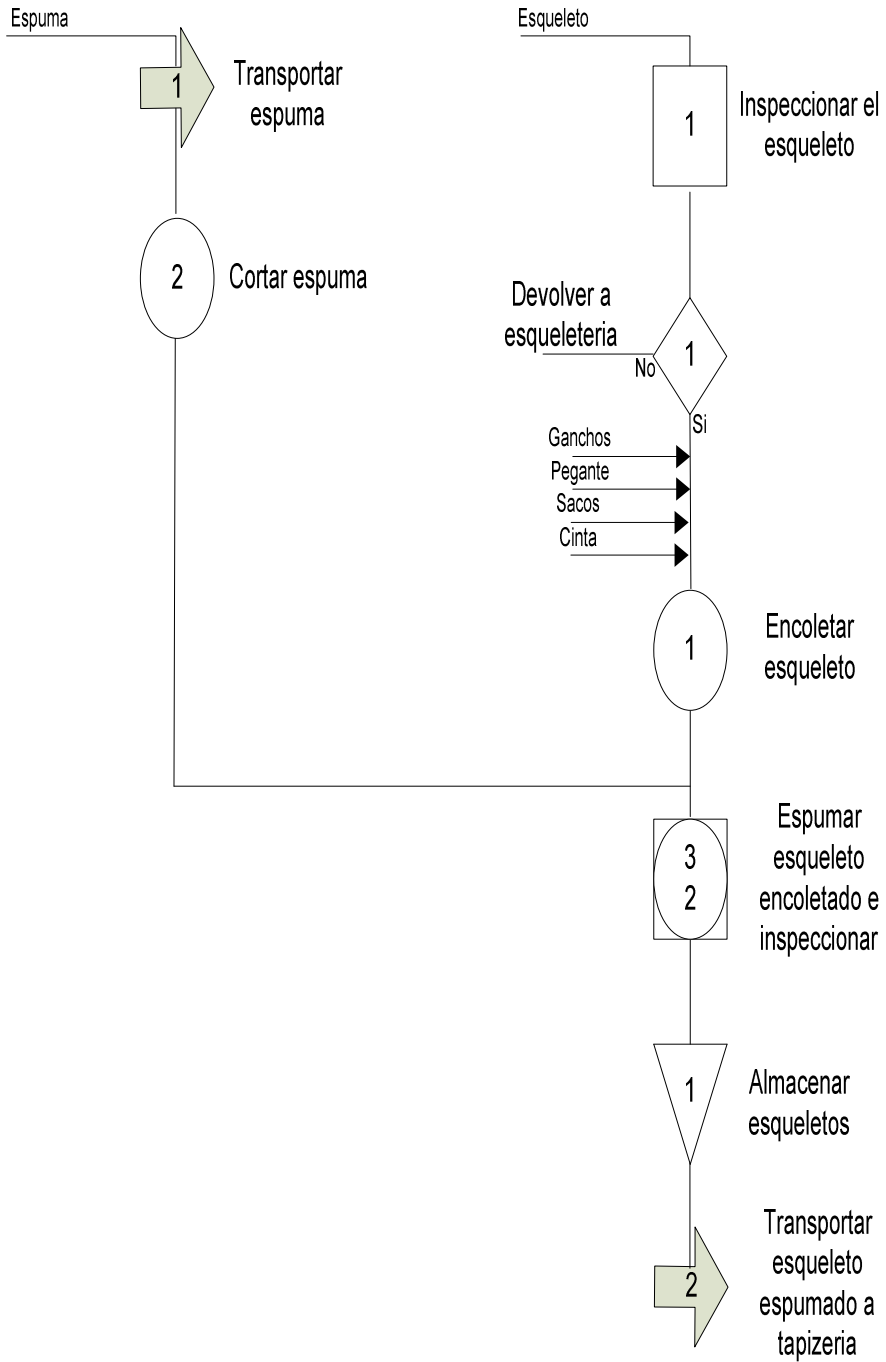 Espuma
1
Transportar
espuma
2
Cortar espuma
Esqueleto
1
Inspeccionar el
esqueleto
Devolver a
esqueleteria
No
1
Si
Ganchos
Pegante
Sacos
Cinta
1
Encoletar
esqueleto
3
2
Espumar
esqueleto
encoletado e
inspeccionar
1
Almacenar
esqueletos
2
Transportar
esqueleto
espumado a
tapizeria